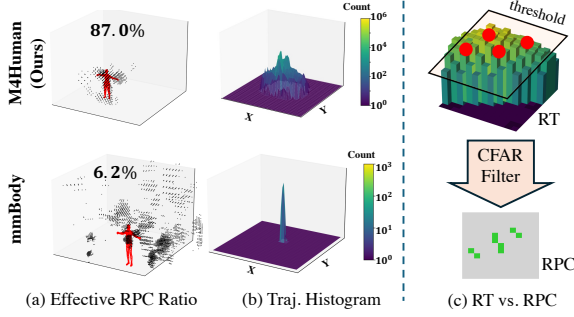 M4Human
(Ours)
87.0%
Count
10^6
10^4
10^2
10^0
X
Y
threshold
RT
CFAR
Filter
RPC
mmBody
6.2%
Count
10^3
10^2
10^1
10^0
X
Y
(a) Effective RPC Ratio
(b) Traj. Histogram
(c) RT vs. RPC